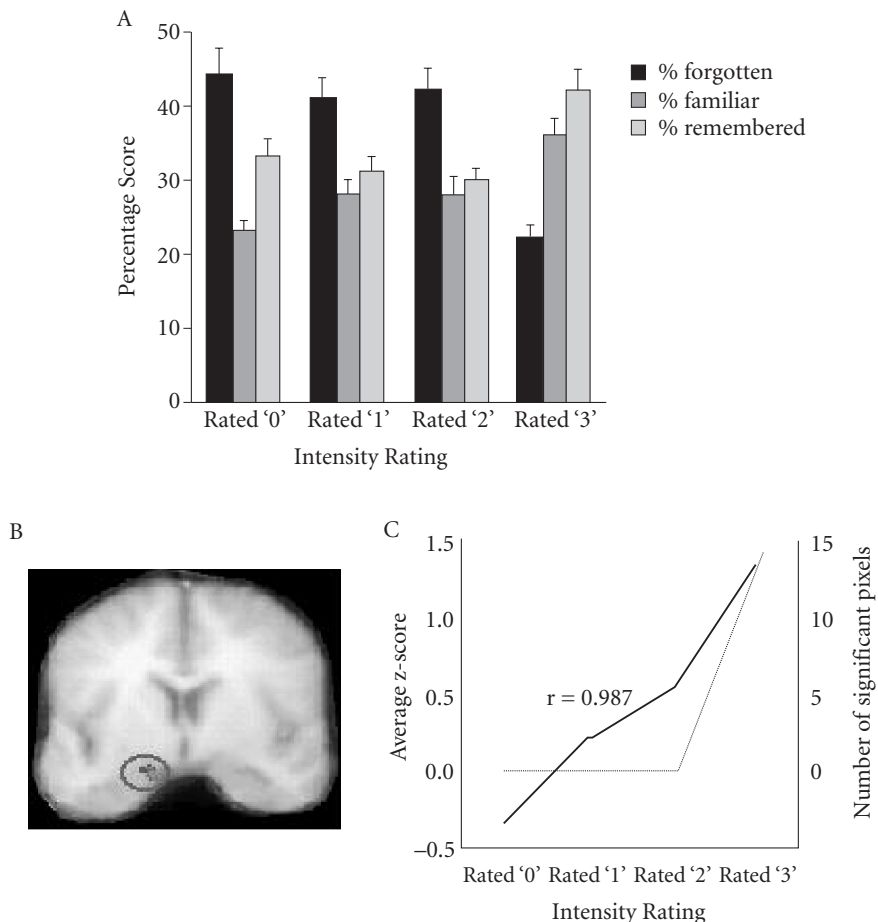 A
50
40
30
20
10
0
Percentage Score
Rated ‘0’ Rated ‘1’ Rated ‘2’ Rated ‘3’
Intensity Rating
% forgotten
% familiar
% remembered
B
C
1.5
1.0
0.5
0.0
–0.5
Average z-score
r = 0.987
15
10
5
0
Number of significant pixels
Rated ‘0’ Rated ‘1’ Rated ‘2’ Rated ‘3’
Intensity Rating